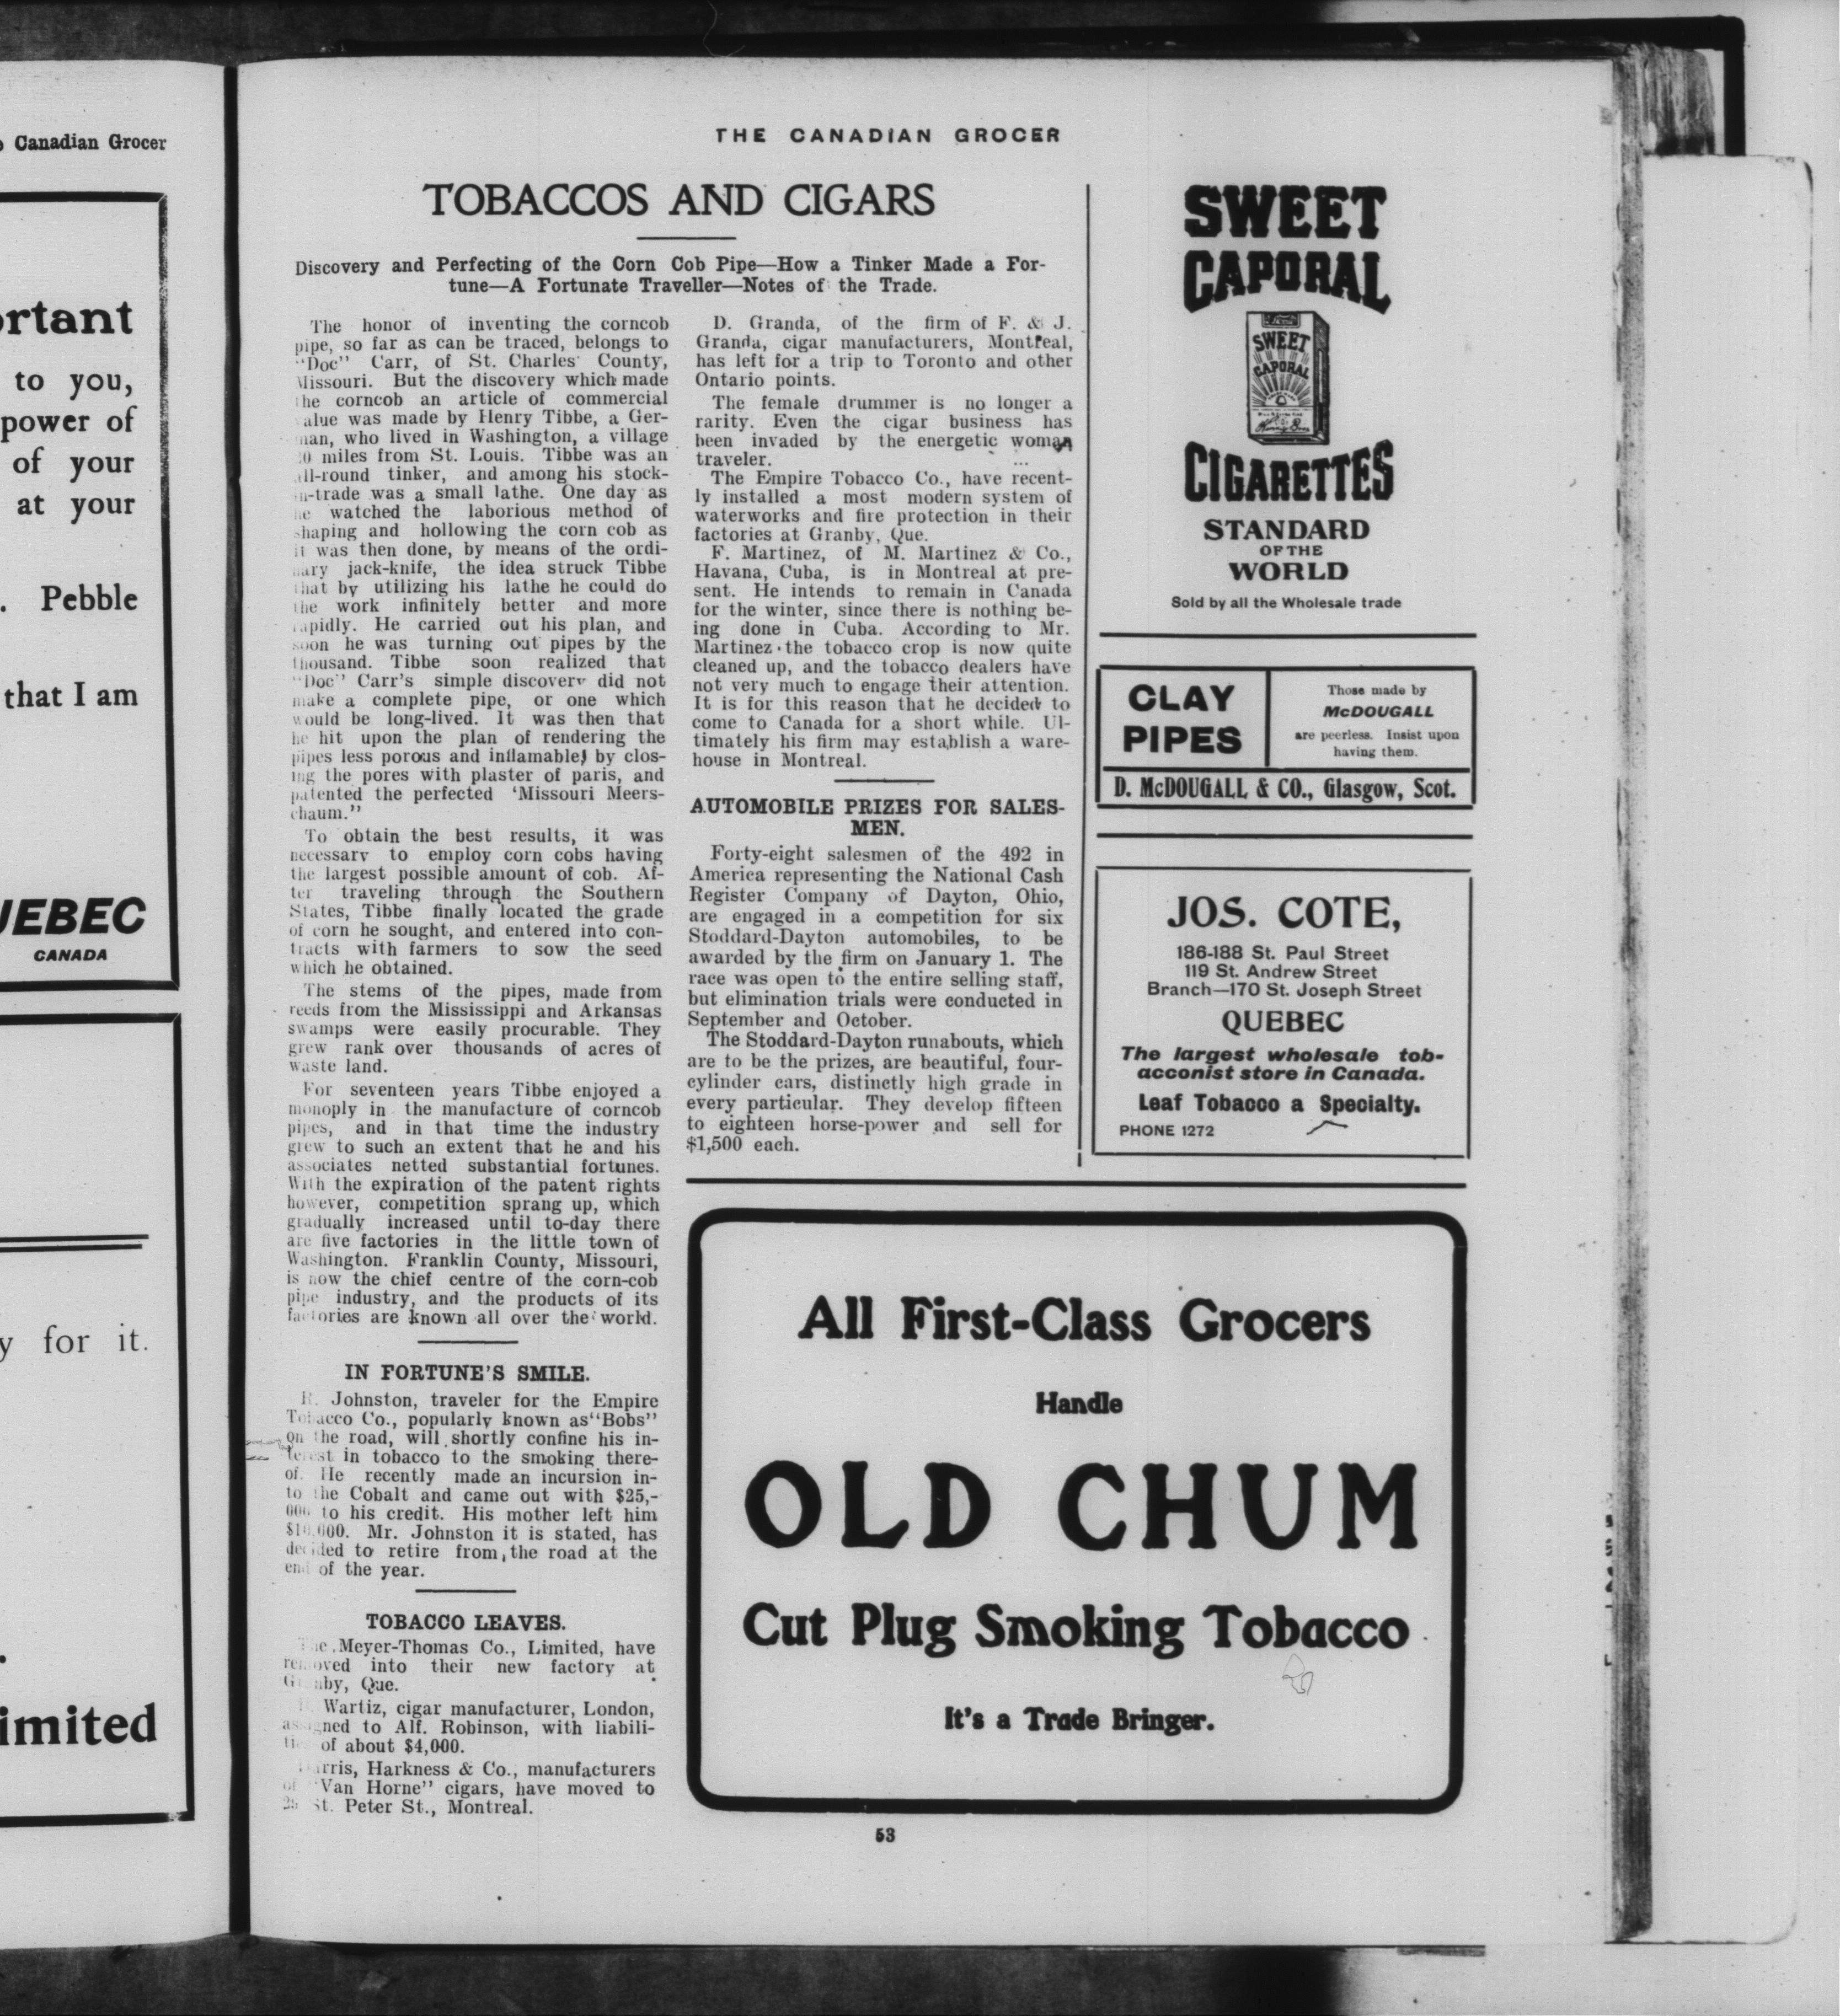 Canadian Grocer
to you,
power of
of your
at your
Pebble
that I am
CANADA
y for it.
THE CANADIAN GROCER
TOBACCOS AND CIGARS
Discovery and Perfecting of the Corn Cob Pipe—How a Tinker Made a For-
tune—A Fortunate Traveller—Notes of the Trade.
The honor of inventing the corncob
pipe, so far as can be traced, belongs to
"Doc" Carr, of St. Charles County,
Missouri. But the discovery which made
the corncob an article of commercial
value was made by Henry Tibbe, a Ger-
man, who lived in Washington, a village
miles from St. Louis. Tibbe was an
all-round tinker, and among his stock-
in-trade was a small lathe. One day as
he watched the laborious method of
shaping and hollowing the corn cob as
it was then done, by means of the ordi-
nary jack-knife, the idea struck Tibbe
that by utilizing his lathe he could do
the work infinitely better and more
rapidly. He carried out his plan, and
soon he was turning out pipes by the
thousand. Tibbe soon realized that
"Doc" Carr's simple discovery did not
make a complete pipe, or one which
would be long-lived. It was then that
he hit upon the plan of rendering the
pipes less porous and inflamable, by clos-
ing the pores with plaster of paris, and
patented the perfected 'Missouri Meers-
chaum."
To obtain the best results, it was
necessary to employ corn cobs having
the largest possible amount of cob. Af-
ter traveling through the Southern
States, Tibbe finally located the grade
of corn he sought, and entered into con-
tracts with farmers to sow the seed
which he obtained.
The stems of the pipes, made from
reeds from the Mississippi and Arkansas
swamps were easily procurable. They
grew rank over thousands of acres of
waste land.
For seventeen years Tibbe enjoyed a
monoply in the manufacture of corncob
pipes, and in that time the industry
grew to such an extent that he and his
associates netted substantial fortunes.
With the expiration of the patent rights
however, competition sprang up, which
gradually increased until to-day there
are five factories in the little town of
Washington. Franklin County, Missouri,
is now the chief centre of the corn-cob
pipe industry, and the products of its
factories are known all over the world.
IN FORTUNE'S SMILE.
R. Johnston, traveler for the Empire
Tobacco Co., popularly known as "Bobs"
on the road, will shortly confine his in-
terest in tobacco to the smoking there-
of. He recently made an incursion in-
to the Cobalt and came out with $25,-
000 to his credit. His mother left him
$10,000. Mr. Johnston it is stated, has
decided to retire from the road at the
end of the year.
TOBACCO LEAVES.
The Meyer-Thomas Co., Limited, have
removed into their new factory at
Granby, Que.
Wartiz, cigar manufacturer, London,
assigned to Alf. Robinson, with liabili-
ties of about $4,000.
Harris, Harkness & Co., manufacturers
of "Van Horne" cigars, have moved to
St. Peter St., Montreal.
D. Granda, of the firm of F. & J.
Granda, cigar manufacturers, Montreal,
has left for a trip to Toronto and other
Ontario points.
The female drummer is no longer a
rarity. Even the cigar business has
been invaded by the energetic woman
traveler.
The Empire Tobacco Co., have recent-
ly installed a most modern system of
waterworks and fire protection in their
factories at Granby, Que.
F. Martinez, of M. Martinez & Co.,
Havana, Cuba, is in Montreal at pre-
sent. He intends to remain in Canada
for the winter, since there is nothing be-
ing done in Cuba. According to Mr.
Martinez the tobacco crop is now quite
cleaned up, and the tobacco dealers have
not very much to engage their attention.
It is for this reason that he decided to
come to Canada for a short while. Ul-
timately his firm may establish a ware-
house in Montreal.
AUTOMOBILE PRIZES FOR SALES-
MEN.
Forty-eight salesmen of the 492 in
America representing the National Cash
Register Company of Dayton, Ohio,
are engaged in a competition for six
Stoddard-Dayton automobiles, to be
awarded by the firm on January 1. The
race was open to the entire selling staff,
but elimination trials were conducted in
September and October.
The Stoddard-Dayton runabouts, which
are to be the prizes, are beautiful, four-
cylinder cars, distinctly high grade in
every particular. They develop fifteen
to eighteen horse-power and sell for
$1,500 each.
SWEET
CAPORAL
SWEET
CAPORAL
CIGARETTES
STANDARD
OF THE
WORLD
Sold by all the Wholesale trade
CLAY
PIPES
Those made by
McDOUGALL
are peerless. Insist upon
having them.
D. McDOUGALL & CO., Glasgow, Scot.
JOS. COTE,
186-188 St. Paul Street
119 St. Andrew Street
Branch—170 St. Joseph Street
QUEBEC
The largest wholesale tob-
acconist store in Canada.
Leaf Tobacco a Specialty.
PHONE 1272
All First-Class Grocers
Handle
OLD CHUM
Cut Plug Smoking Tobacco
It's a Trade Bringer.
53